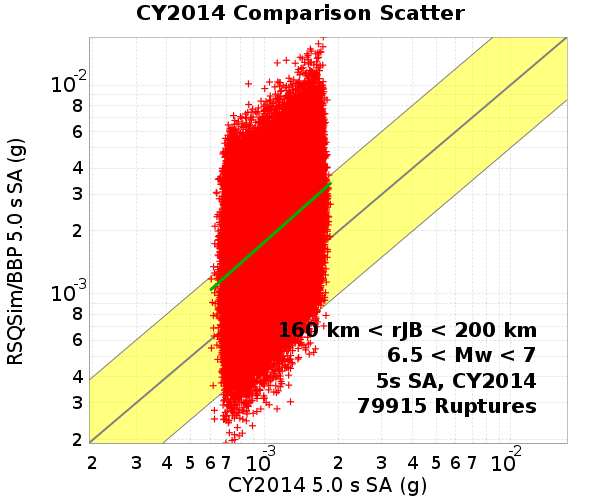 CY2014 Comparison Scatter
RSQSim/BBP 5.0 s SA (g)
10-2
8
6
4
3
2
10-3
8
6
4
3
2
160 km < rJB < 200 km
6.5 < Mw < 7
5s SA, CY2014
79915 Ruptures
2 3 4 5 6 7 10-3 2 3 4 5 6 7 10-2 2
CY2014 5.0 s SA (g)